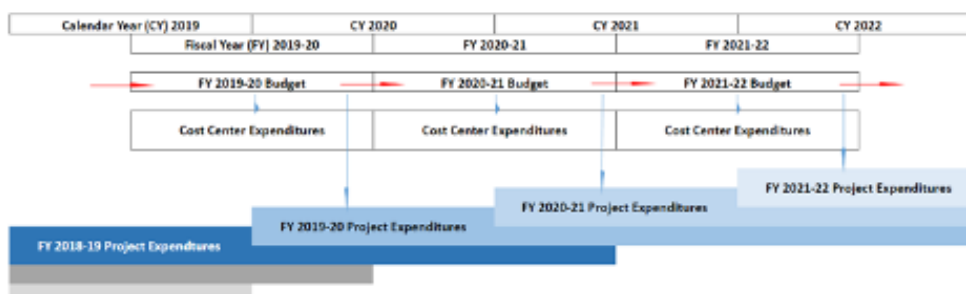 Calendar Year (CY) 2019 CY 2020 CY 2021 CY 2022
Fiscal Year (FY) 2019-20 FY 2020-21 FY 2021-22
FY 2019-20 Budget FY 2020-21 Budget FY 2021-22 Budget
Cost Center Expenditures Cost Center Expenditures Cost Center Expenditures
FY 2021-22 Project Expenditures
FY 2020-21 Project Expenditures
FY 2019-20 Project Expenditures
FY 2018-19 Project Expenditures